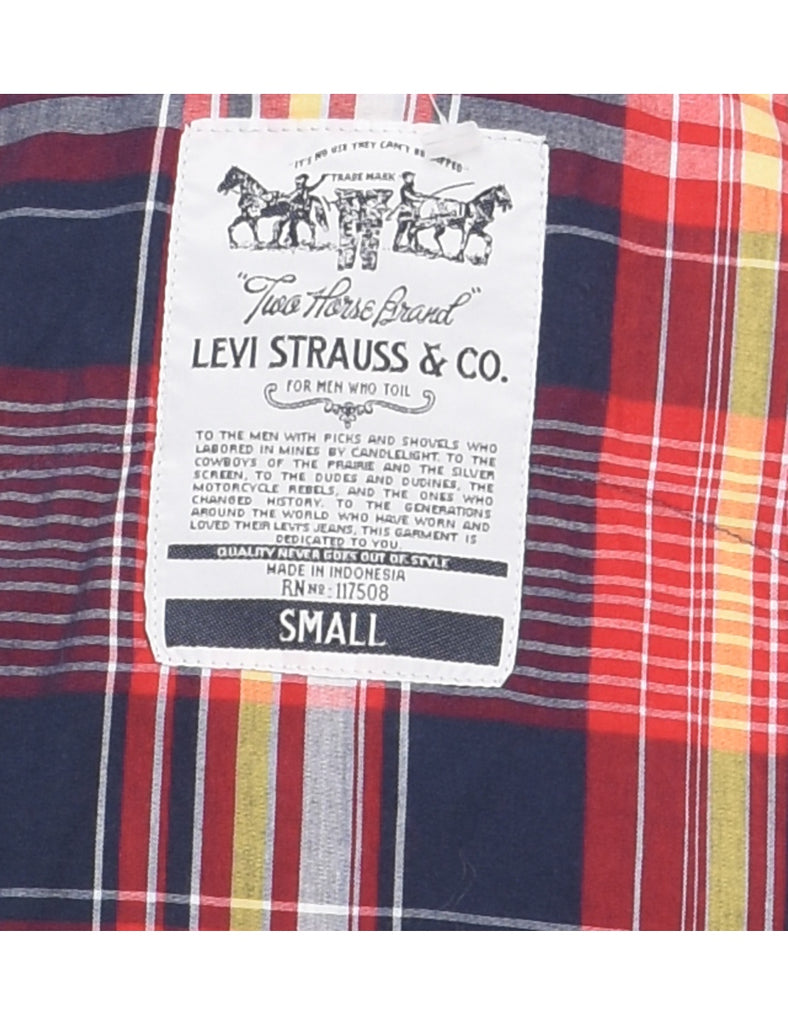 IT'S NO USE THEY CAN'T BE RIPPED
TRADE MARK
"Two Horse Brand"
LEVI STRAUSS & CO.
FOR MEN WHO TOIL
TO THE MEN WITH PICKS AND SHOVELS WHO
LABORED IN MINES BY CANDLELIGHT. TO THE
COWBOYS OF THE PRAIRIE AND THE SILVER
SCREEN, TO THE DUDES AND DUDINES, THE
MOTORCYCLE REBELS, AND THE ONES WHO
CHANGED HISTORY. TO THE GENERATIONS
AROUND THE WORLD WHO HAVE WORN AND
LOVED THEIR LEVI'S JEANS, THIS GARMENT IS
DEDICATED TO YOU.
QUALITY NEVER GOES OUT OF STYLE
MADE IN INDONESIA
RN Nº: 117508
SMALL